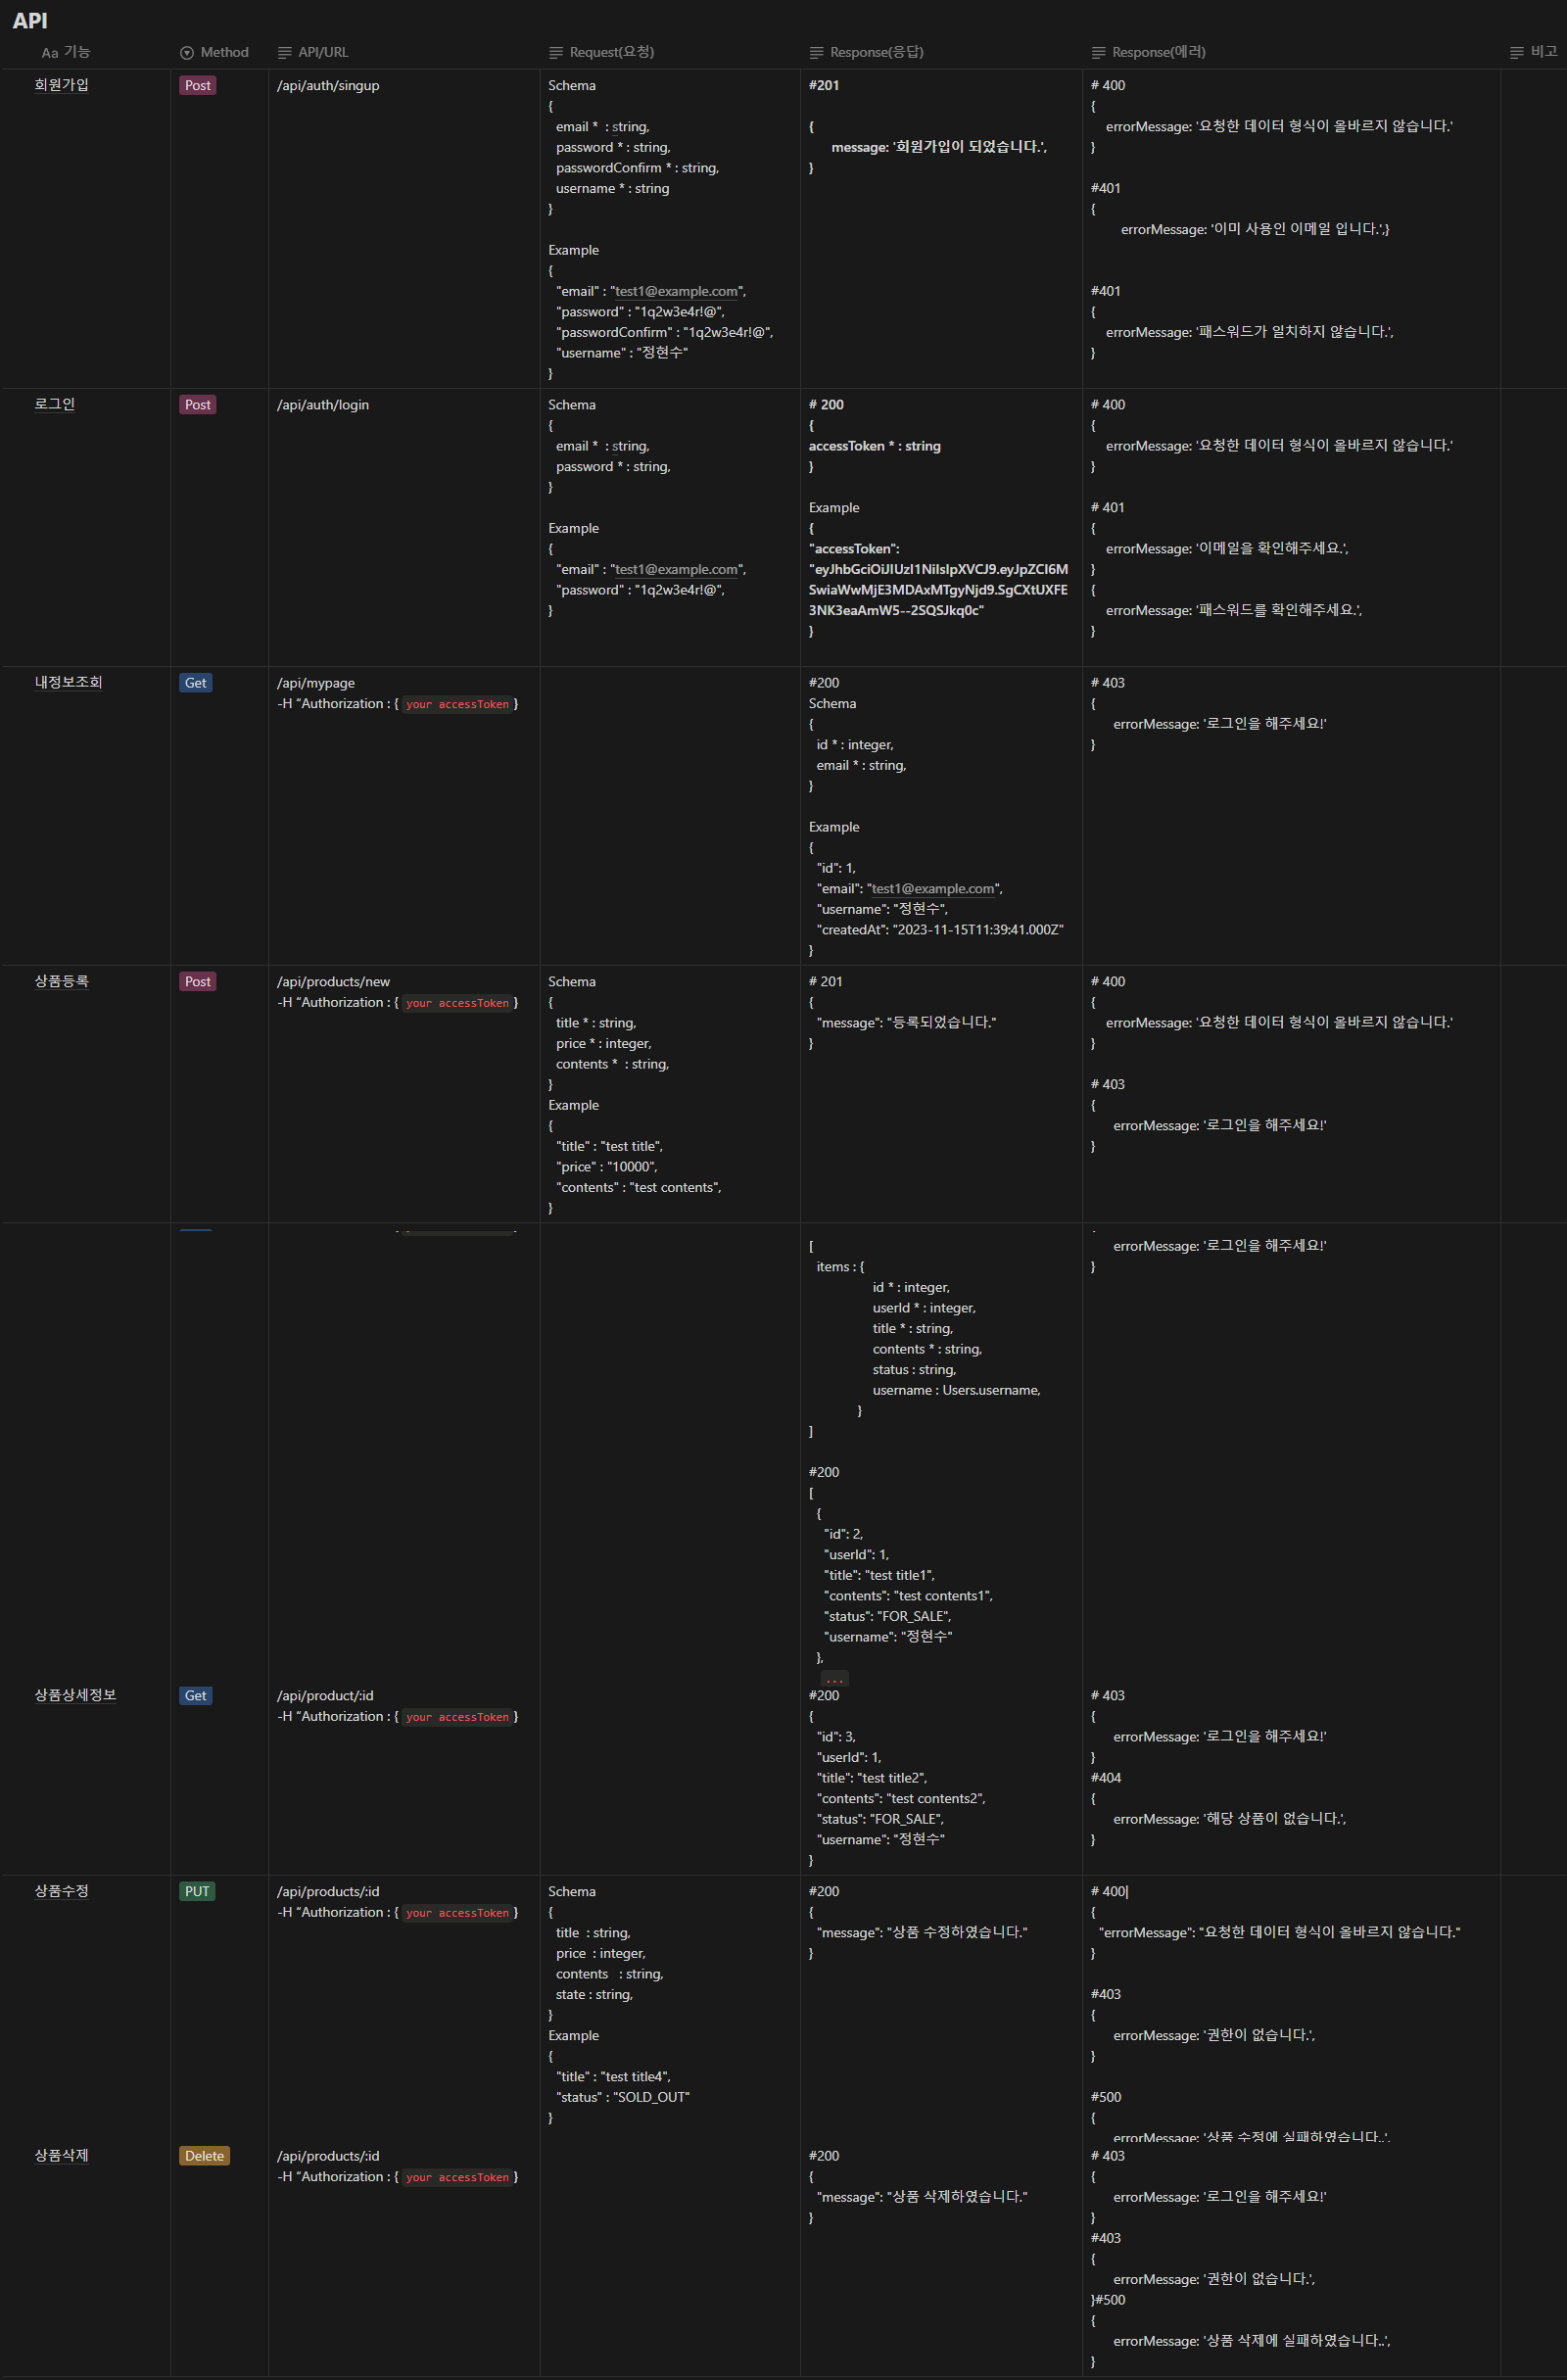 API
Aa 기능
Method
API/URL
Request(요청)
Response(응답)
Response(에러)
비고
회원가입
Post
/api/auth/singup
Schema
{
email * : string,
password * : string,
passwordConfirm * : string,
username * : string
}
Example
{
"email" : "test1@example.com",
"password" : "1q2w3e4r!@",
"passwordConfirm" : "1q2w3e4r!@",
"username" : "정현수"
}
#201
{
message: '회원가입이 되었습니다.',
}
# 400
{
errorMessage: '요청한 데이터 형식이 올바르지 않습니다.'
}
#401
{
errorMessage: '이미 사용인 이메일 입니다.',}
#401
{
errorMessage: '패스워드가 일치하지 않습니다.',
}
로그인
Post
/api/auth/login
Schema
{
email * : string,
password * : string,
}
Example
{
"email" : "test1@example.com",
"password" : "1q2w3e4r!@",
}
# 200
{
accessToken * : string
}
Example
{
"accessToken":
"eyJhbGciOiJIUzI1NiIsIpXVCJ9.eyJpZCI6M
SwiaWwMjE3MDAxMTgyNjd9.SgCXtUXFE
3NK3eaAmW5--2SQSJkq0c"
}
# 400
{
errorMessage: '요청한 데이터 형식이 올바르지 않습니다.'
}
# 401
{
errorMessage: '이메일을 확인해주세요.',
}
{
errorMessage: '패스워드를 확인해주세요.',
}
내정보조회
Get
/api/mypage
-H “Authorization : { your accessToken}
#200
Schema
{
id * : integer,
email * : string,
}
Example
{
"id": 1,
"email": "test1@example.com",
"username": "정현수",
"createdAt": "2023-11-15T11:39:41.000Z"
}
# 403
{
errorMessage: '로그인을 해주세요!'
}
상품등록
Post
/api/products/new
-H “Authorization : { your accessToken}
Schema
{
title * : string,
price * : integer,
contents * : string,
}
Example
{
"title" : "test title",
"price" : "10000",
"contents" : "test contents",
}
# 201
{
"message": "등록되었습니다."
}
# 400
{
errorMessage: '요청한 데이터 형식이 올바르지 않습니다.'
}
# 403
{
errorMessage: '로그인을 해주세요!'
}
[
items : {
id * : integer,
userId * : integer,
title * : string,
contents * : string,
status : string,
username : Users.username,
}
]
#200
[
{
"id": 2,
"userId": 1,
"title": "test title1",
"contents": "test contents1",
"status": "FOR_SALE",
"username": "정현수"
},
...
errorMessage: '로그인을 해주세요!'
}
상품상세정보
Get
/api/product/:id
-H “Authorization : { your accessToken}
#200
{
"id": 3,
"userId": 1,
"title": "test title2",
"contents": "test contents2",
"status": "FOR_SALE",
"username": "정현수"
}
# 403
{
errorMessage: '로그인을 해주세요!'
}
#404
{
errorMessage: '해당 상품이 없습니다.',
}
상품수정
PUT
/api/products/:id
-H “Authorization : { your accessToken}
Schema
{
title : string,
price : integer,
contents : string,
state : string,
}
Example
{
"title" : "test title4",
"status" : "SOLD_OUT"
}
#200
{
"message": "상품 수정하였습니다."
}
# 400
{
"errorMessage": "요청한 데이터 형식이 올바르지 않습니다."
}
#403
{
errorMessage: '권한이 없습니다.',
}
#500
{
errorMessage: '상품 수정에 실패하였습니다..',
상품삭제
Delete
/api/products/:id
-H “Authorization : { your accessToken}
#200
{
"message": "상품 삭제하였습니다."
}
# 403
{
errorMessage: '로그인을 해주세요!'
}
#403
{
errorMessage: '권한이 없습니다.',
}#500
{
errorMessage: '상품 삭제에 실패하였습니다..',
}